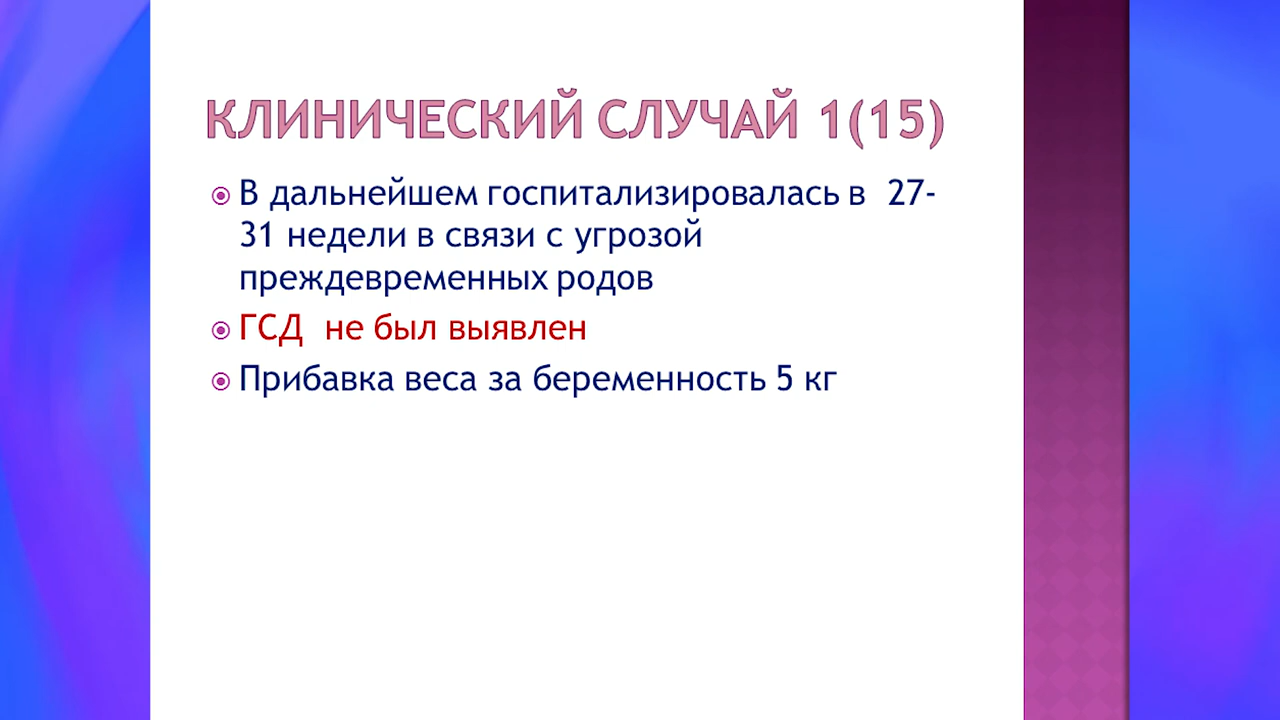 КЛИНИЧЕСКИЙ СЛУЧАЙ 1(15)
В дальнейшем госпитализировалась в 27-
31 недели в связи с угрозой
преждевременных родов
ГСД не был выявлен
Прибавка веса за беременность 5 кг